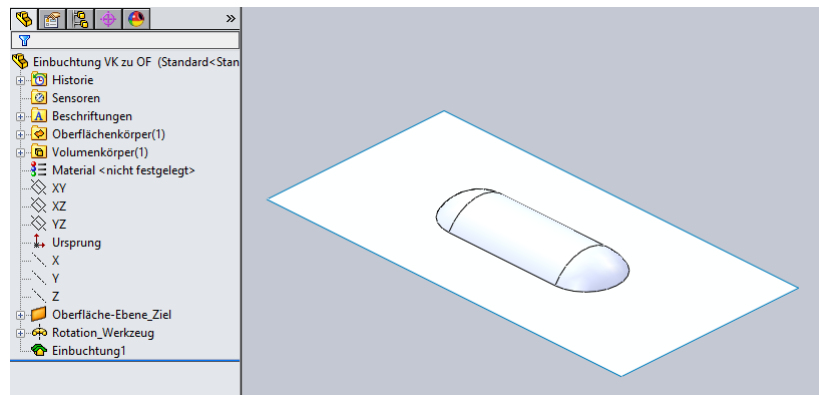 »
Einbuchtung VK zu OF (Standard<Stan
Historie
Sensoren
A Beschriftungen
Oberflächenkörper(1)
Volumenkörper(1)
Material <nicht festgelegt>
XY
XZ
YZ
Ursprung
X
Y
Z
Oberfläche-Ebene_Ziel
Rotation_Werkzeug
Einbuchtung1